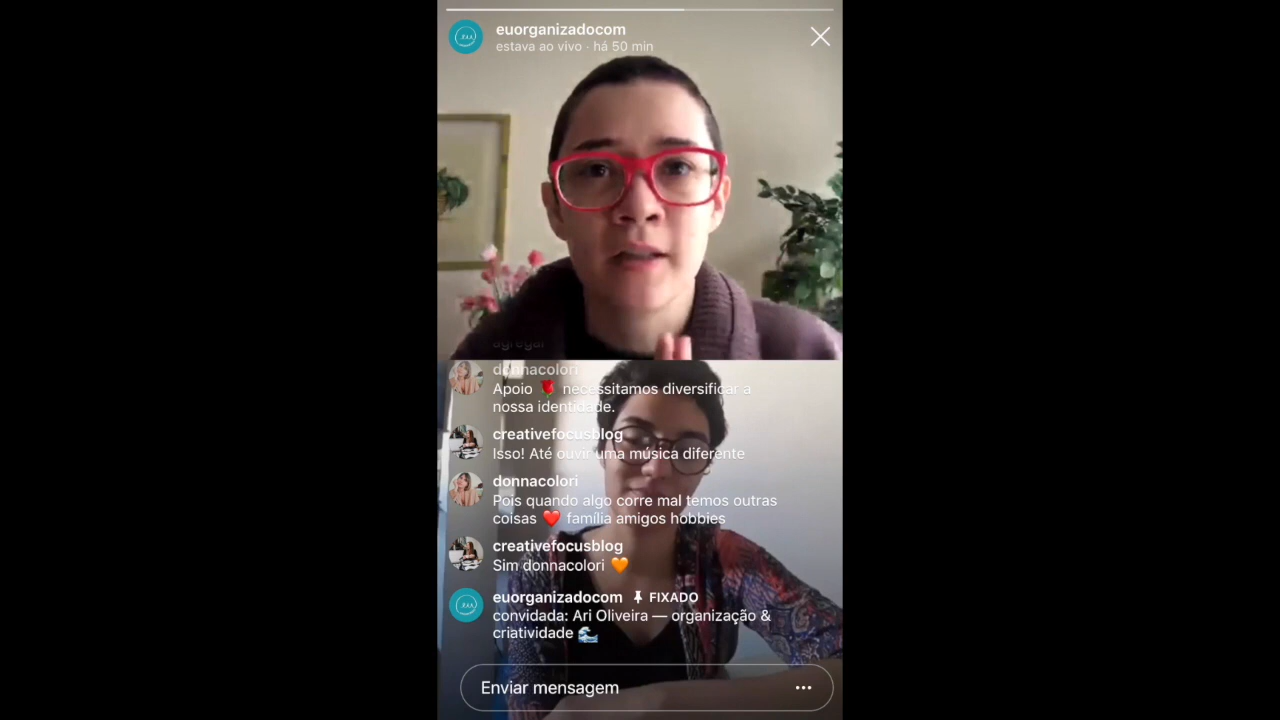 euorganizadocom
estava ao vivo · há 50 min
agregar
donnacolori
Apoio 🌹 necessitamos diversificar a
nossa identidade.
creativefocusblog
Isso! Até ouvir uma música diferente
donnacolori
Pois quando algo corre mal temos outras
coisas ❤️ família amigos hobbies
creativefocusblog
Sim donnacolori 🧡
euorganizadocom 📌 FIXADO
convidada: Ari Oliveira — organização &
criatividade 🌊
Enviar mensagem